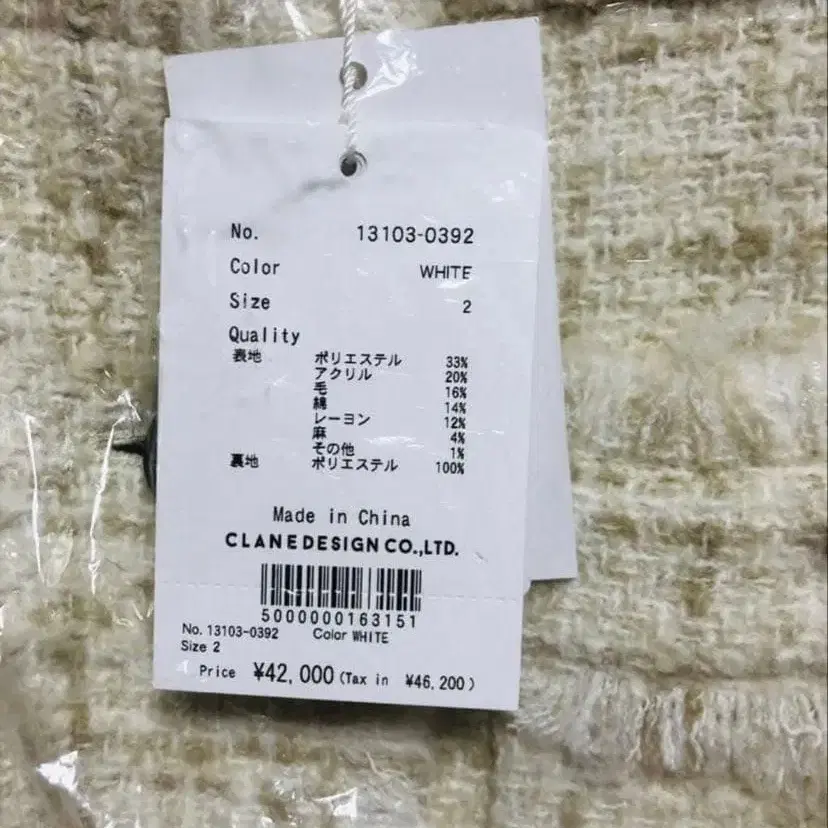 No. 13103-0392
Color WHITE
Size 2
Quality
表地 ポリエステル 33%
アクリル 20%
毛 16%
綿 14%
レーヨン 12%
麻 4%
その他 1%
裏地 ポリエステル 100%
Made in China
CLANEDESIGN CO.,LTD.
5000000163151
No. 13103-0392 Color WHITE
Size 2
Price ¥42,000 (Tax in ¥46,200)